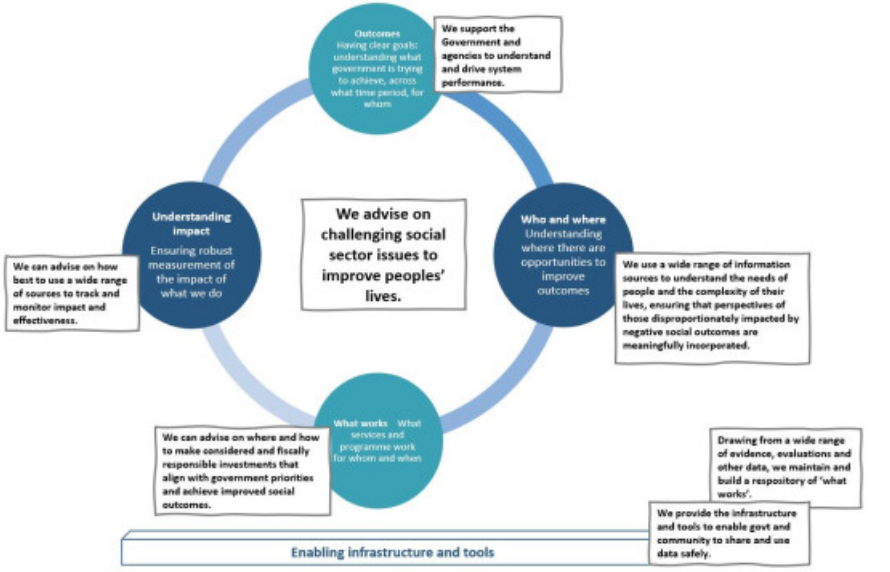 Outcomes
Having clear goals:
understanding what
government is trying
to achieve, across
what time period, for
whom
We support the
Government and
agencies to understand
and drive system
performance.
Understanding
impact
Ensuring robust
measurement of
the impact of
what we do
We advise on
challenging social
sector issues to
improve peoples'
lives.
Who and where
Understanding
where there are
opportunities to
improve
outcomes
We can advise on how
best to use a wide range
of sources to track and
monitor impact and
effectiveness.
We use a wide range of information
sources to understand the needs of
people and the complexity of their
lives, ensuring that perspectives of
those disproportionately impacted by
negative social outcomes are
meaningfully incorporated.
What works What
services and
programme work
for whom and when
We can advise on where and how
to make considered and fiscally
responsible investments that
align with government priorities
and achieve improved social
outcomes.
Drawing from a wide range
of evidence, evaluations and
other data, we maintain and
build a respository of 'what
works'.
We provide the infrastructure
and tools to enable govt and
community to share and use
data safely.
Enabling infrastructure and tools